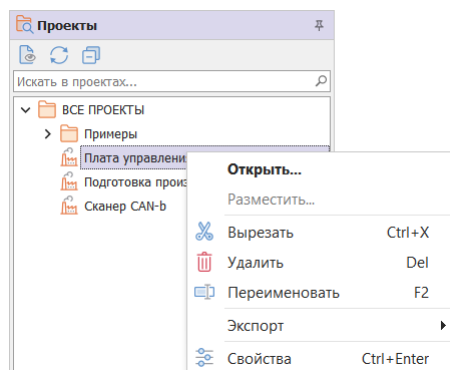 Проекты
Искать в проектах...
ВСЕ ПРОЕКТЫ
Примеры
Плата управлени
Подготовка прои
Сканер CAN-b
Открыть...
Разместить...
Вырезать Ctrl+X
Удалить Del
Переименовать F2
Экспорт
Свойства Ctrl+Enter